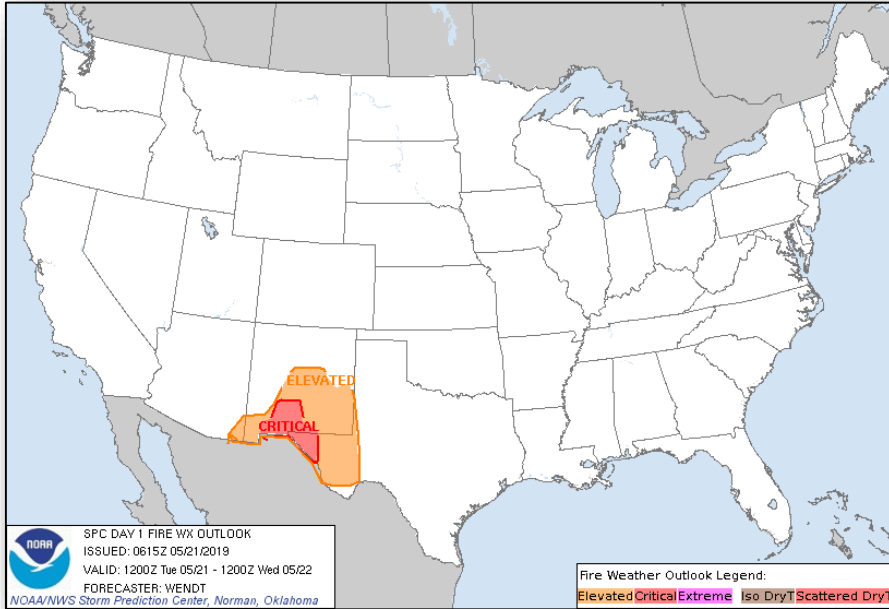 ELEVATED
CRITICAL
NOAA
SPC DAY 1 FIRE WX OUTLOOK
ISSUED: 0615Z 05/21/2019
VALID: 1200Z Tue 05/21 - 1200Z Wed 05/22
FORECASTER: WENDT
NOAA/NWS Storm Prediction Center, Norman, Oklahoma
Fire Weather Outlook Legend:
Elevated Critical Extreme Iso DryT Scattered DryT